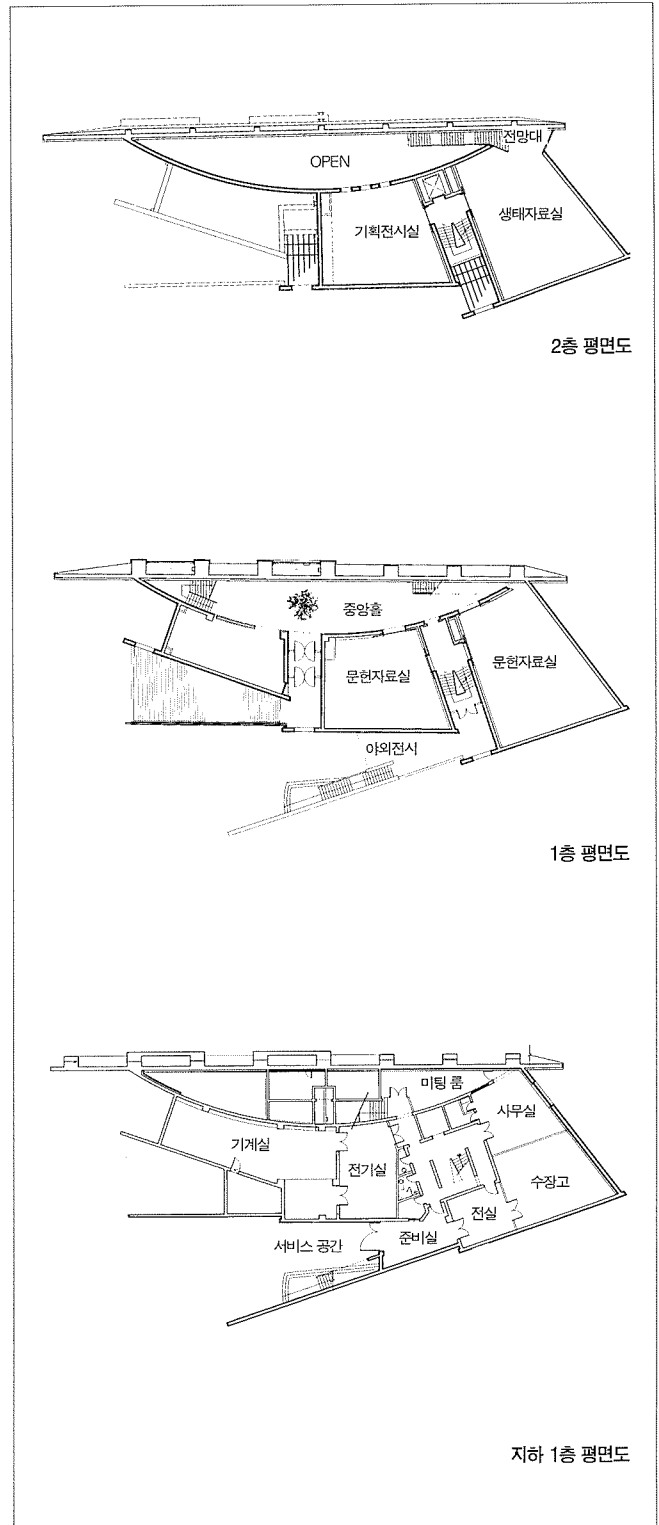 전망대
OPEN
기획전시실
생태자료실
2층 평면도
중앙홀
문헌자료실
문헌자료실
야외전시
1층 평면도
미팅 룸
사무실
기계실
전기실
수장고
전실
준비실
서비스 공간
지하 1층 평면도